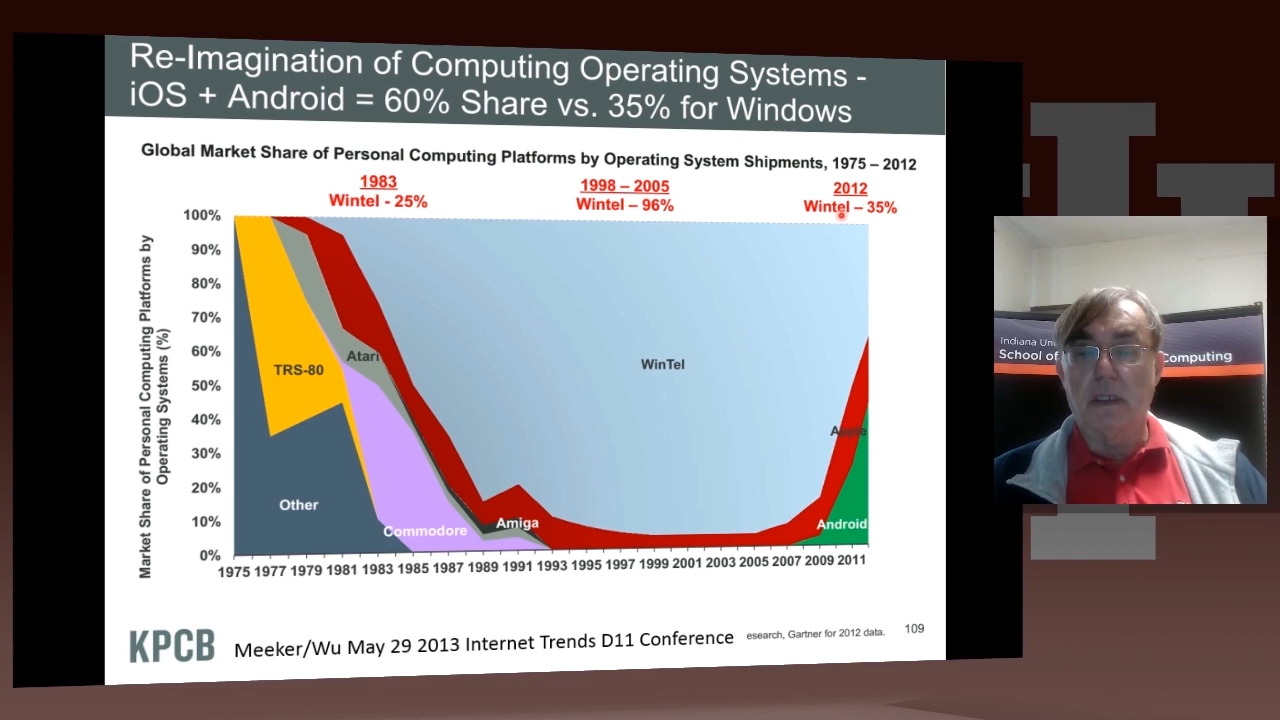 Re-Imagination of Computing Operating Systems -
iOS + Android = 60% Share vs. 35% for Windows
Global Market Share of Personal Computing Platforms by Operating System Shipments, 1975 – 2012
1983
Wintel - 25%
1998 – 2005
Wintel – 96%
2012
Wintel – 35%
Market Share of Personal Computing Platforms by
Operating Systems (%)
100%
90%
80%
70%
60%
50%
40%
30%
20%
10%
0%
TRS-80
Atari
WinTel
Apple
Other
Commodore
Amiga
Android
1975 1977 1979 1981 1983 1985 1987 1989 1991 1993 1995 1997 1999 2001 2003 2005 2007 2009 2011
KPCB
Meeker/Wu May 29 2013 Internet Trends D11 Conference
esearch, Gartner for 2012 data.
109
Indiana
School of
Computing